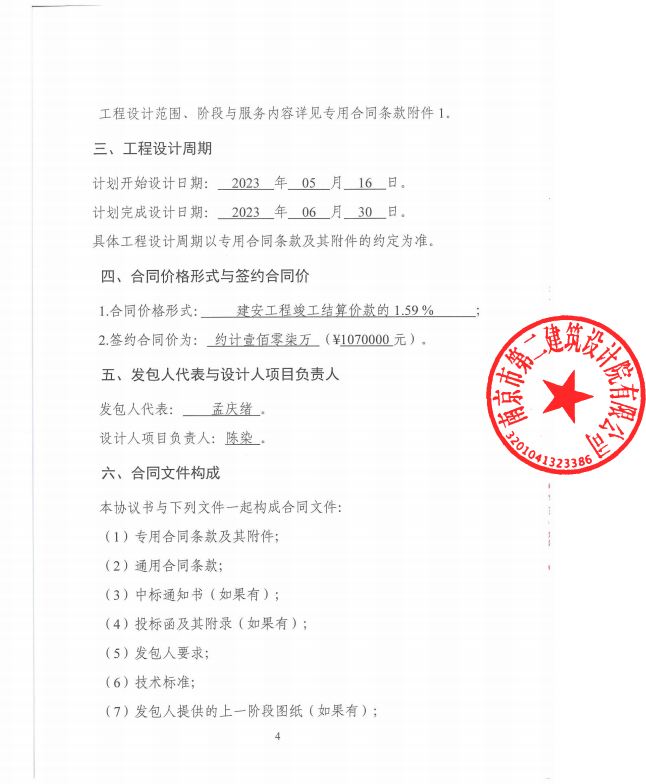 工程设计范围、阶段与服务内容详见专用合同条款附件 1。
三、工程设计周期
计划开始设计日期： 2023 年 05 月 16 日。
计划完成设计日期： 2023 年 06 月 30 日。
具体工程设计周期以专用合同条款及其附件的约定为准。
四、合同价格形式与签约合同价
1.合同价格形式： 建安工程竣工结算价款的 1.59 % ；
2.签约合同价为： 约计壹佰零柒万 （¥1070000 元）。
五、发包人代表与设计人项目负责人
发包人代表： 孟庆绪 。
设计人项目负责人： 陈染 。
六、合同文件构成
本协议书与下列文件一起构成合同文件：
（1）专用合同条款及其附件；
（2）通用合同条款；
（3）中标通知书（如果有）；
（4）投标函及其附录（如果有）；
（5）发包人要求；
（6）技术标准；
（7）发包人提供的上一阶段图纸（如果有）；
4
南京市第二建筑设计院有限公司
3201041323386